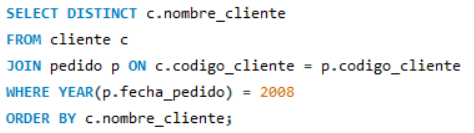 SELECT DISTINCT c.nombre_cliente
FROM cliente c
JOIN pedido p ON c.codigo_cliente = p.codigo_cliente
WHERE YEAR(p.fecha_pedido) = 2008
ORDER BY c.nombre_cliente;